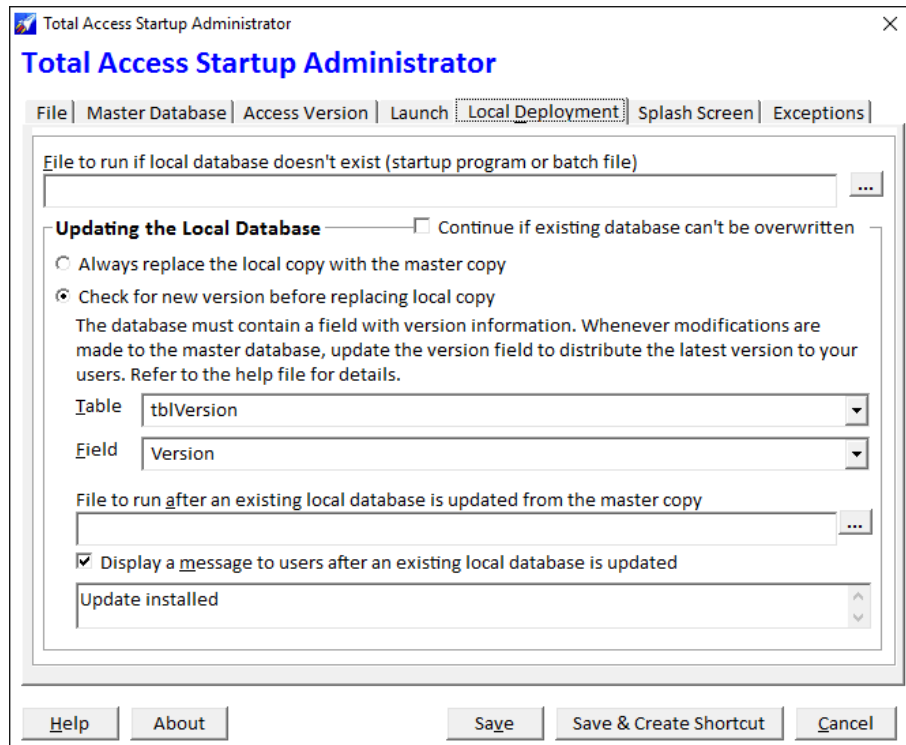 Total Access Startup Administrator
Total Access Startup Administrator
File Master Database Access Version Launch Local Deployment Splash Screen Exceptions
File to run if local database doesn't exist (startup program or batch file)
...
Updating the Local Database Continue if existing database can't be overwritten
Always replace the local copy with the master copy
Check for new version before replacing local copy
The database must contain a field with version information. Whenever modifications are
made to the master database, update the version field to distribute the latest version to your
users. Refer to the help file for details.
Table tblVersion
Field Version
File to run after an existing local database is updated from the master copy
...
Display a message to users after an existing local database is updated
Update installed
Help About Save Save & Create Shortcut Cancel